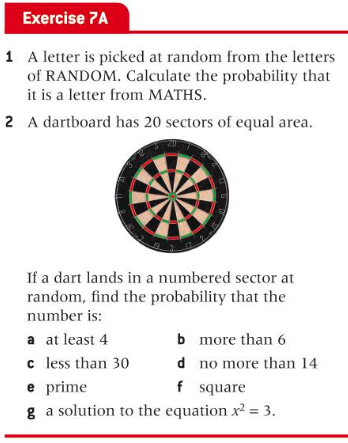 Exercise 7A
1 A letter is picked at random from the letters
of RANDOM. Calculate the probability that
it is a letter from MATHS.
2 A dartboard has 20 sectors of equal area.
If a dart lands in a numbered sector at
random, find the probability that the
number is:
a at least 4 b more than 6
c less than 30 d no more than 14
e prime f square
g a solution to the equation x² = 3.